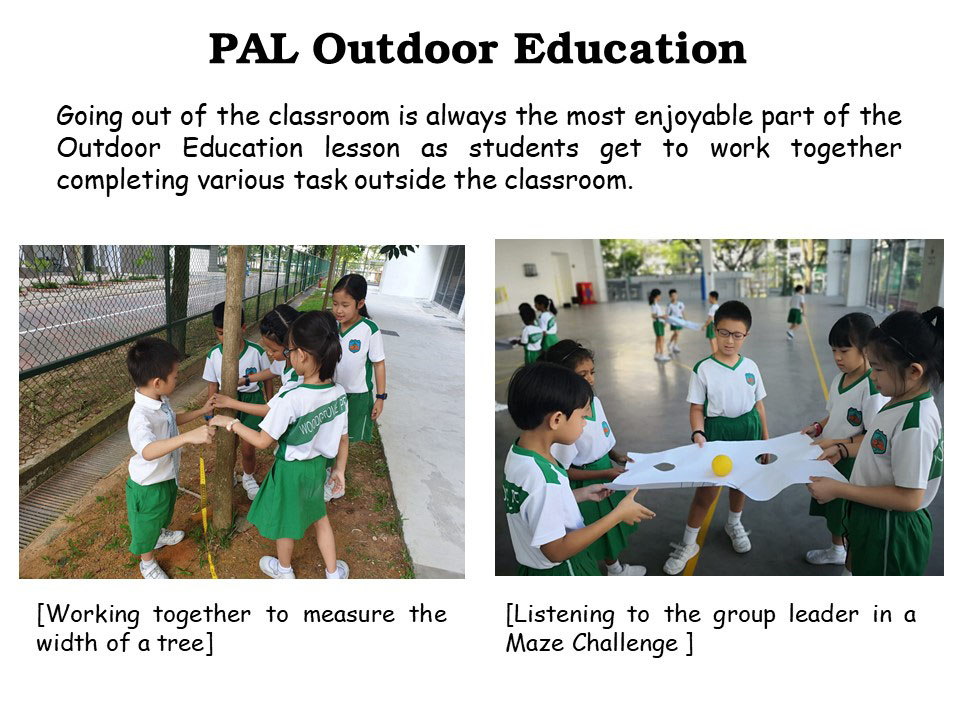 PAL Outdoor Education
Going out of the classroom is always the most enjoyable part of the
Outdoor Education lesson as students get to work together
completing various task outside the classroom.
[Working together to measure the
width of a tree]
[Listening to the group leader in a
Maze Challenge ]